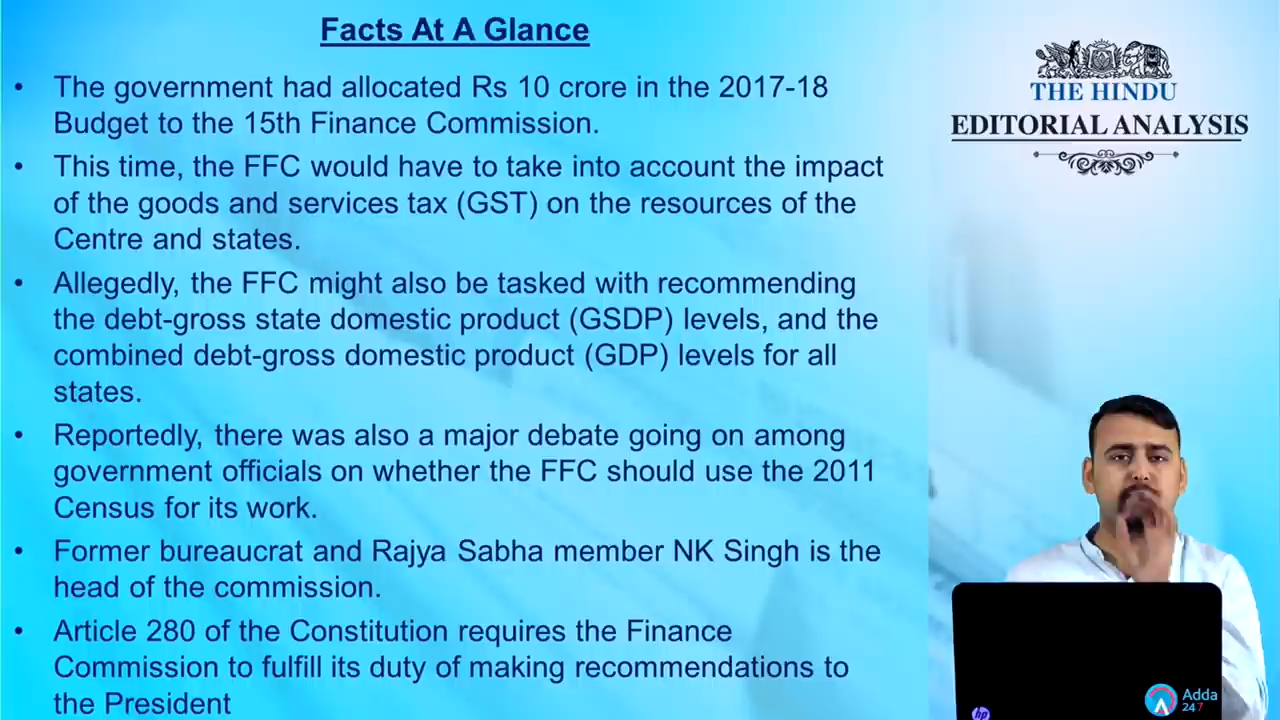 Facts At A Glance
• The government had allocated Rs 10 crore in the 2017-18
Budget to the 15th Finance Commission.
• This time, the FFC would have to take into account the impact
of the goods and services tax (GST) on the resources of the
Centre and states.
• Allegedly, the FFC might also be tasked with recommending
the debt-gross state domestic product (GSDP) levels, and the
combined debt-gross domestic product (GDP) levels for all
states.
• Reportedly, there was also a major debate going on among
government officials on whether the FFC should use the 2011
Census for its work.
• Former bureaucrat and Rajya Sabha member NK Singh is the
head of the commission.
• Article 280 of the Constitution requires the Finance
Commission to fulfill its duty of making recommendations to
the President
THE HINDU
EDITORIAL ANALYSIS
hp
Adda
247